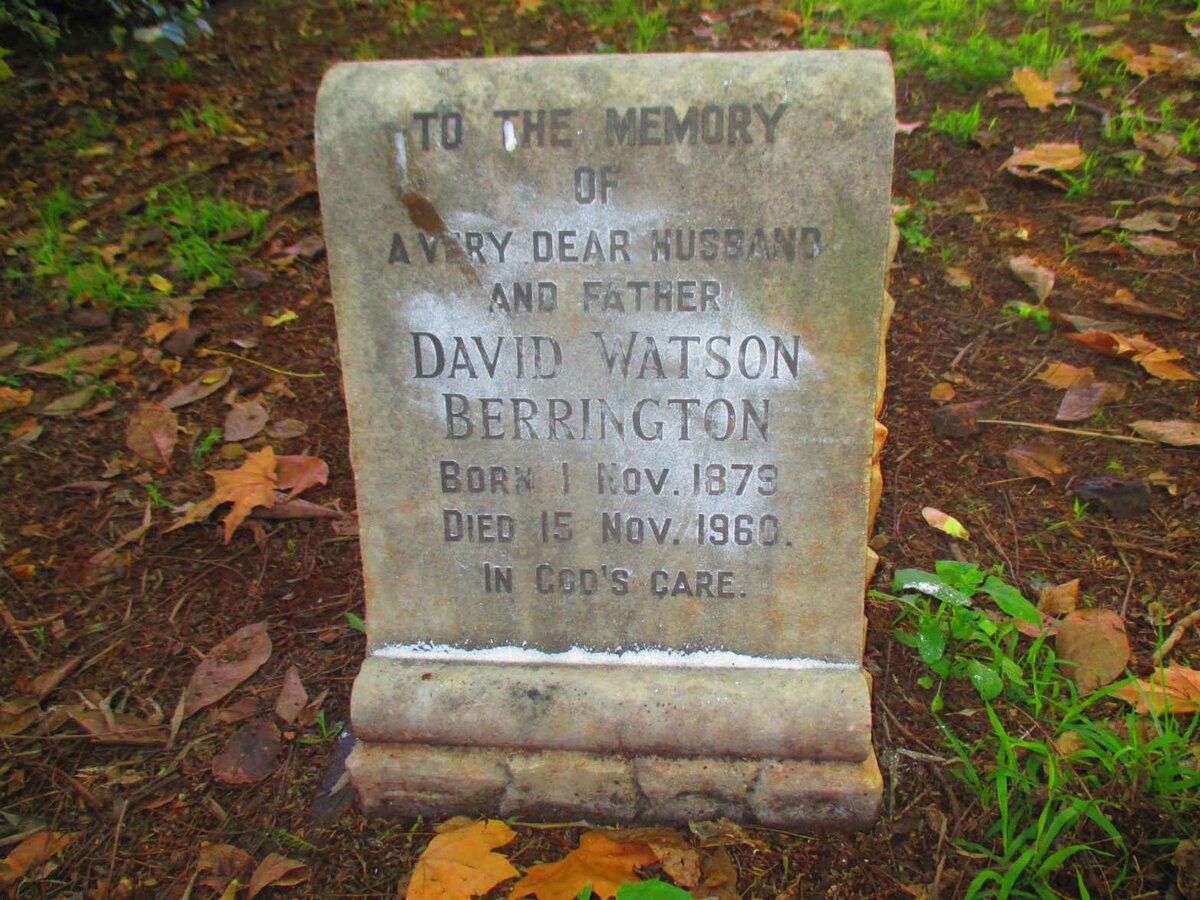 TO THE MEMORY
OF
A VERY DEAR HUSBAND
AND FATHER
DAVID WATSON
BERRINGTON
BORN 1 NOV. 1879
DIED 15 NOV. 1960.
IN GOD'S CARE.